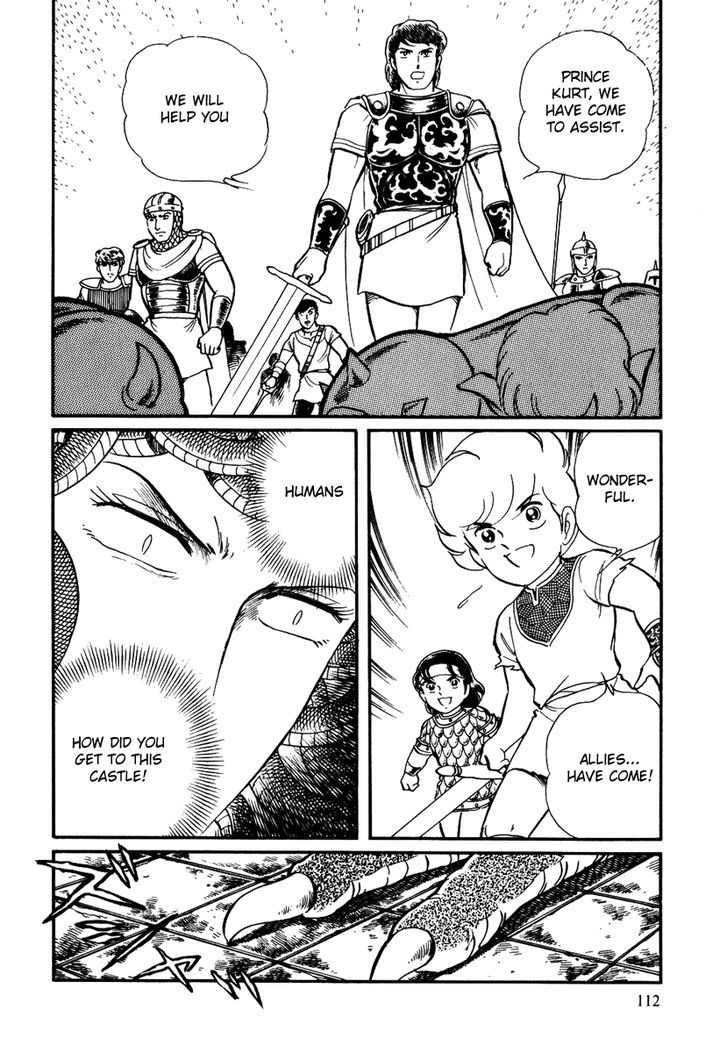 PRINCE
KURT, WE
HAVE COME
TO ASSIST.
WE WILL
HELP YOU
WONDER-
FUL.
ALLIES...
HAVE COME!
HUMANS
HOW DID YOU
GET TO THIS
CASTLE!
112